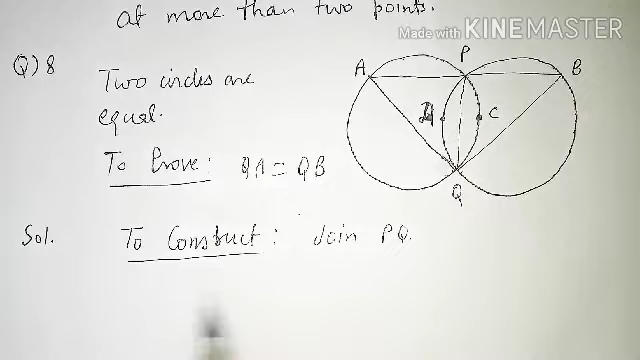 at more than two points.
Made with KINEMASTER
Q) 8
Two circles are
equal.
To Prove: QA = QB
A P B
C
Q
Sol. To Construct: Join PQ.